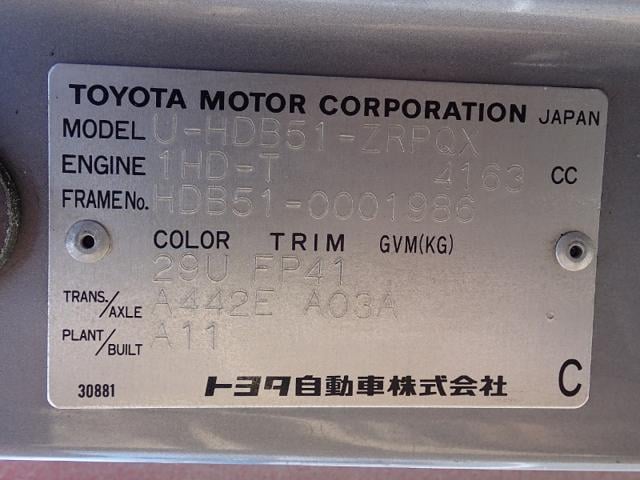 TOYOTA MOTOR CORPORATION JAPAN
MODEL U-HDB51-ZRPQX
ENGINE 1HD-T 4163 CC
FRAME No. HDB51-0001986
COLOR TRIM GVM(KG)
29U FP41
TRANS./AXLE A442E A03A
PLANT/BUILT A11
30881 トヨタ自動車株式会社 C